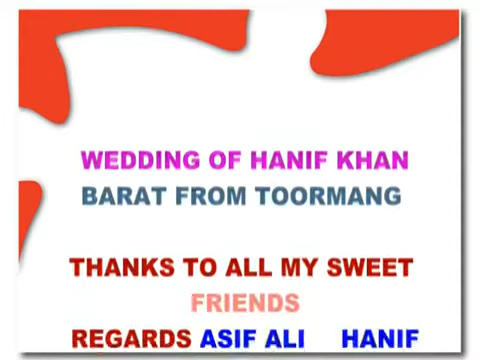 WEDDING OF HANIF KHAN
BARAT FROM TOORMANG
THANKS TO ALL MY SWEET
FRIENDS
REGARDS ASIF ALI HANIF